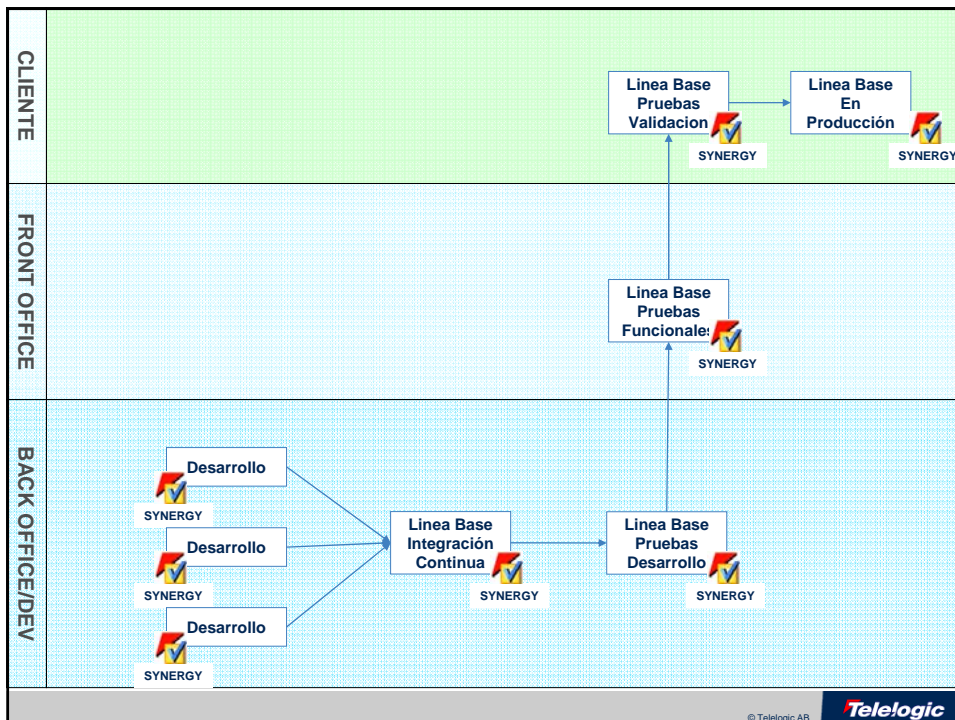 CLIENTE
Linea Base
Pruebas
Validacion
SYNERGY
Linea Base
En
Producción
SYNERGY
FRONT OFFICE
Linea Base
Pruebas
Funcionales
SYNERGY
BACK OFFICE/DEV
Desarrollo
SYNERGY
Desarrollo
SYNERGY
Desarrollo
SYNERGY
Linea Base
Integración
Continua
SYNERGY
Linea Base
Pruebas
Desarrollo
SYNERGY
© Telelogic AB
Telelogic